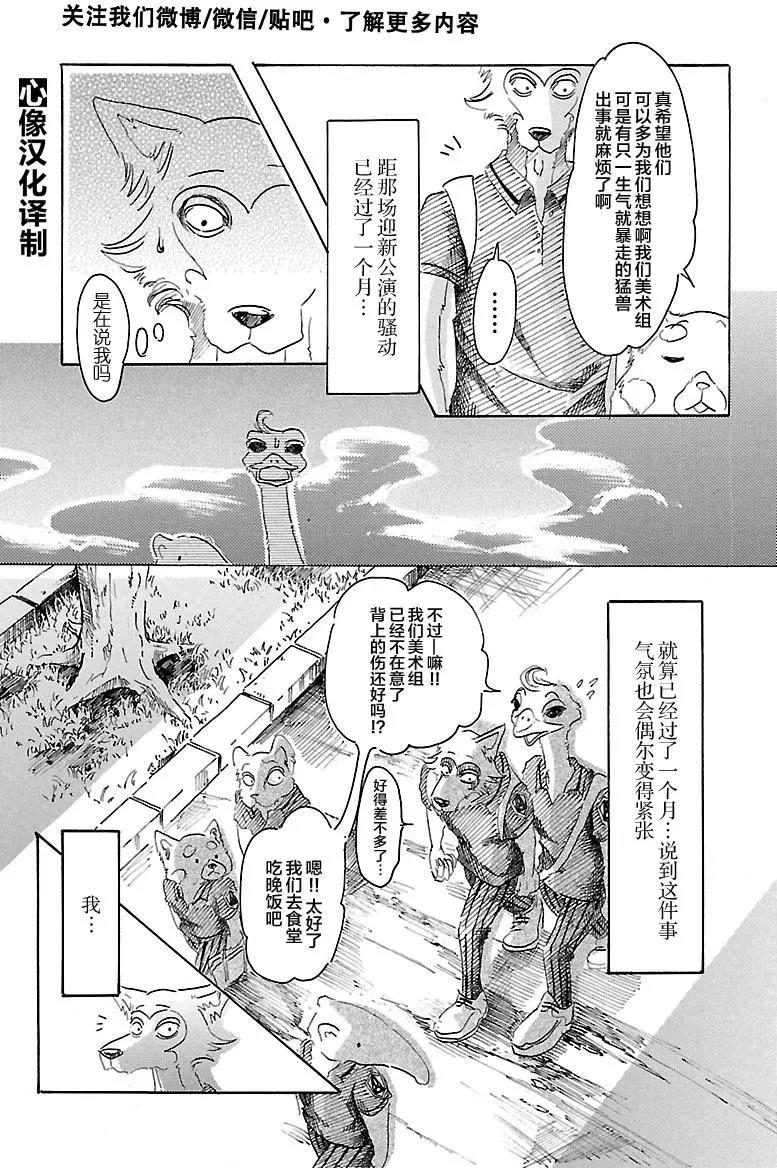 关注我们微博/微信/贴吧·了解更多内容
心像汉化译制
真希望他们
可以多为我们想想啊我们美术组
可是有只一生气就暴走的猛兽
出事就麻烦了啊
……
距那场迎新公演的骚动
已经过了一个月…
是在说我吗
就算已经过了一个月…说到这件事
气氛也会偶尔变得紧张
不过—嘛!!
我们美术组
已经不在意了
背上的伤还好吗!?
好得差不多了…
嗯!!太好了
我们去食堂
吃晚饭吧
我…